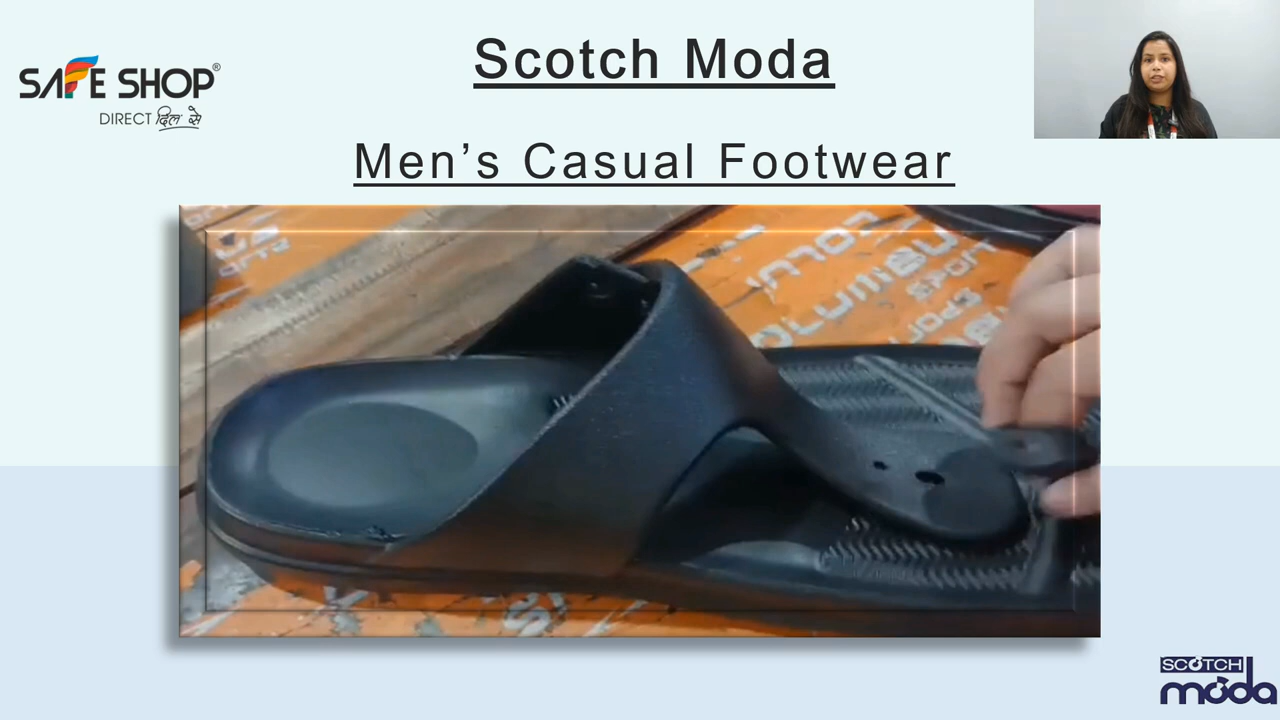 Scotch Moda
SAFE SHOP®
DIRECT दिल से
Men’s Casual Footwear
SCOTCH
moda